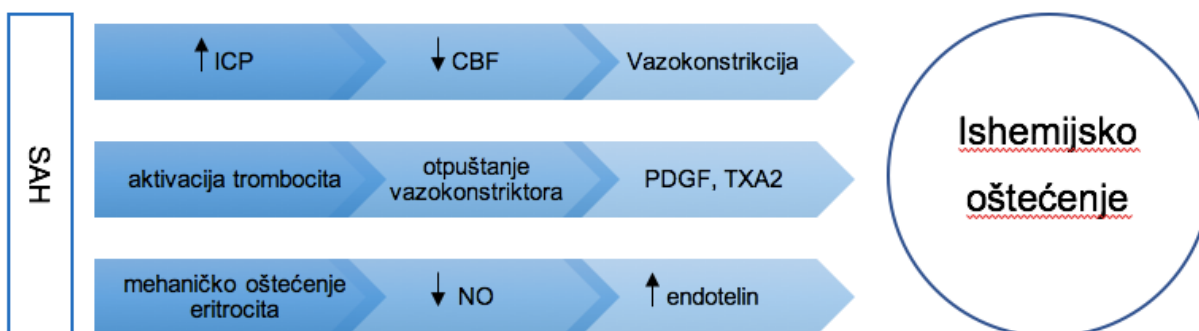 SAH
↑ ICP
↓ CBF
Vazokonstrikcija
aktivacija trombocita
otpuštanje
vazokonstriktora
PDGF, TXA2
mehaničko oštećenje
eritrocita
↓ NO
↑ endotelin
Ishemijsko
oštećenje